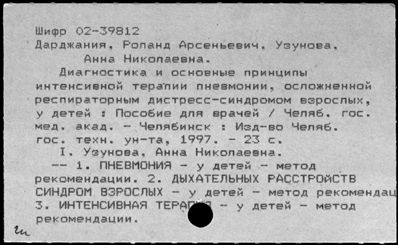 Шифр 02-39812
Дарджания, Роланд Арсеньевич, Узунова,
Анна Николаевна.
Диагностика и основные принципы
интенсивной терапии пневмонии, осложненной
респираторным дистресс-синдромом взрослых,
у детей : Пособие для врачей / Челяб. гос.
мед. акад. - Челябинск : Изд-во Челяб.
гос. техн. ун-та, 1997. - 23 с.
I. Узунова, Анна Николаевна.
-- 1. ПНЕВМОНИЯ - у детей - метод
рекомендации. 2. ДЫХАТЕЛЬНЫХ РАССТРОЙСТВ
СИНДРОМ ВЗРОСЛЫХ - у детей - метод рекомендац
3. ИНТЕНСИВНАЯ - у детей - метод
рекомендации.